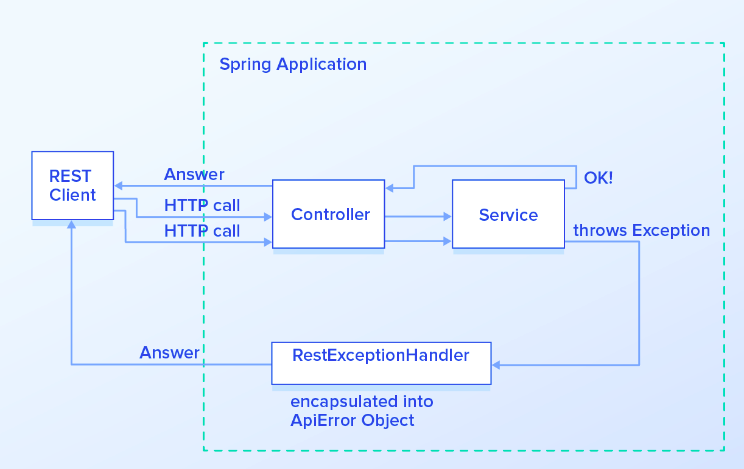 Spring Application
REST
Client
Answer
HTTP call
HTTP call
Controller
Service
OK!
throws Exception
Answer
RestExceptionHandler
encapsulated into
ApiError Object